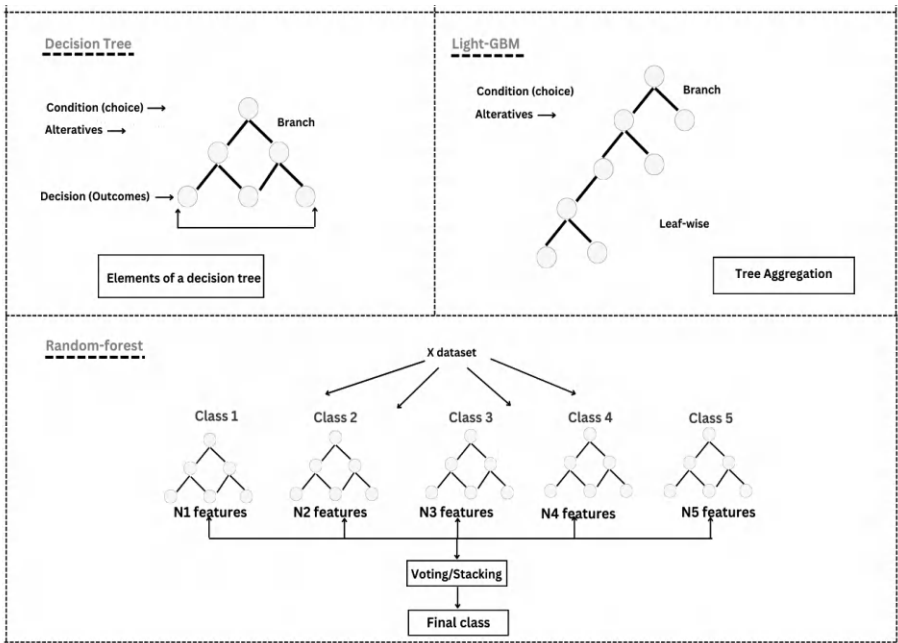 Decision Tree
Condition (choice)
Alteratives
Branch
Decision (Outcomes)
Elements of a decision tree
Light-GBM
Condition (choice)
Alteratives
Branch
Leaf-wise
Tree Aggregation
Random-forest
X dataset
Class 1 Class 2 Class 3 Class 4 Class 5
N1 features N2 features N3 features N4 features N5 features
Voting/Stacking
Final class